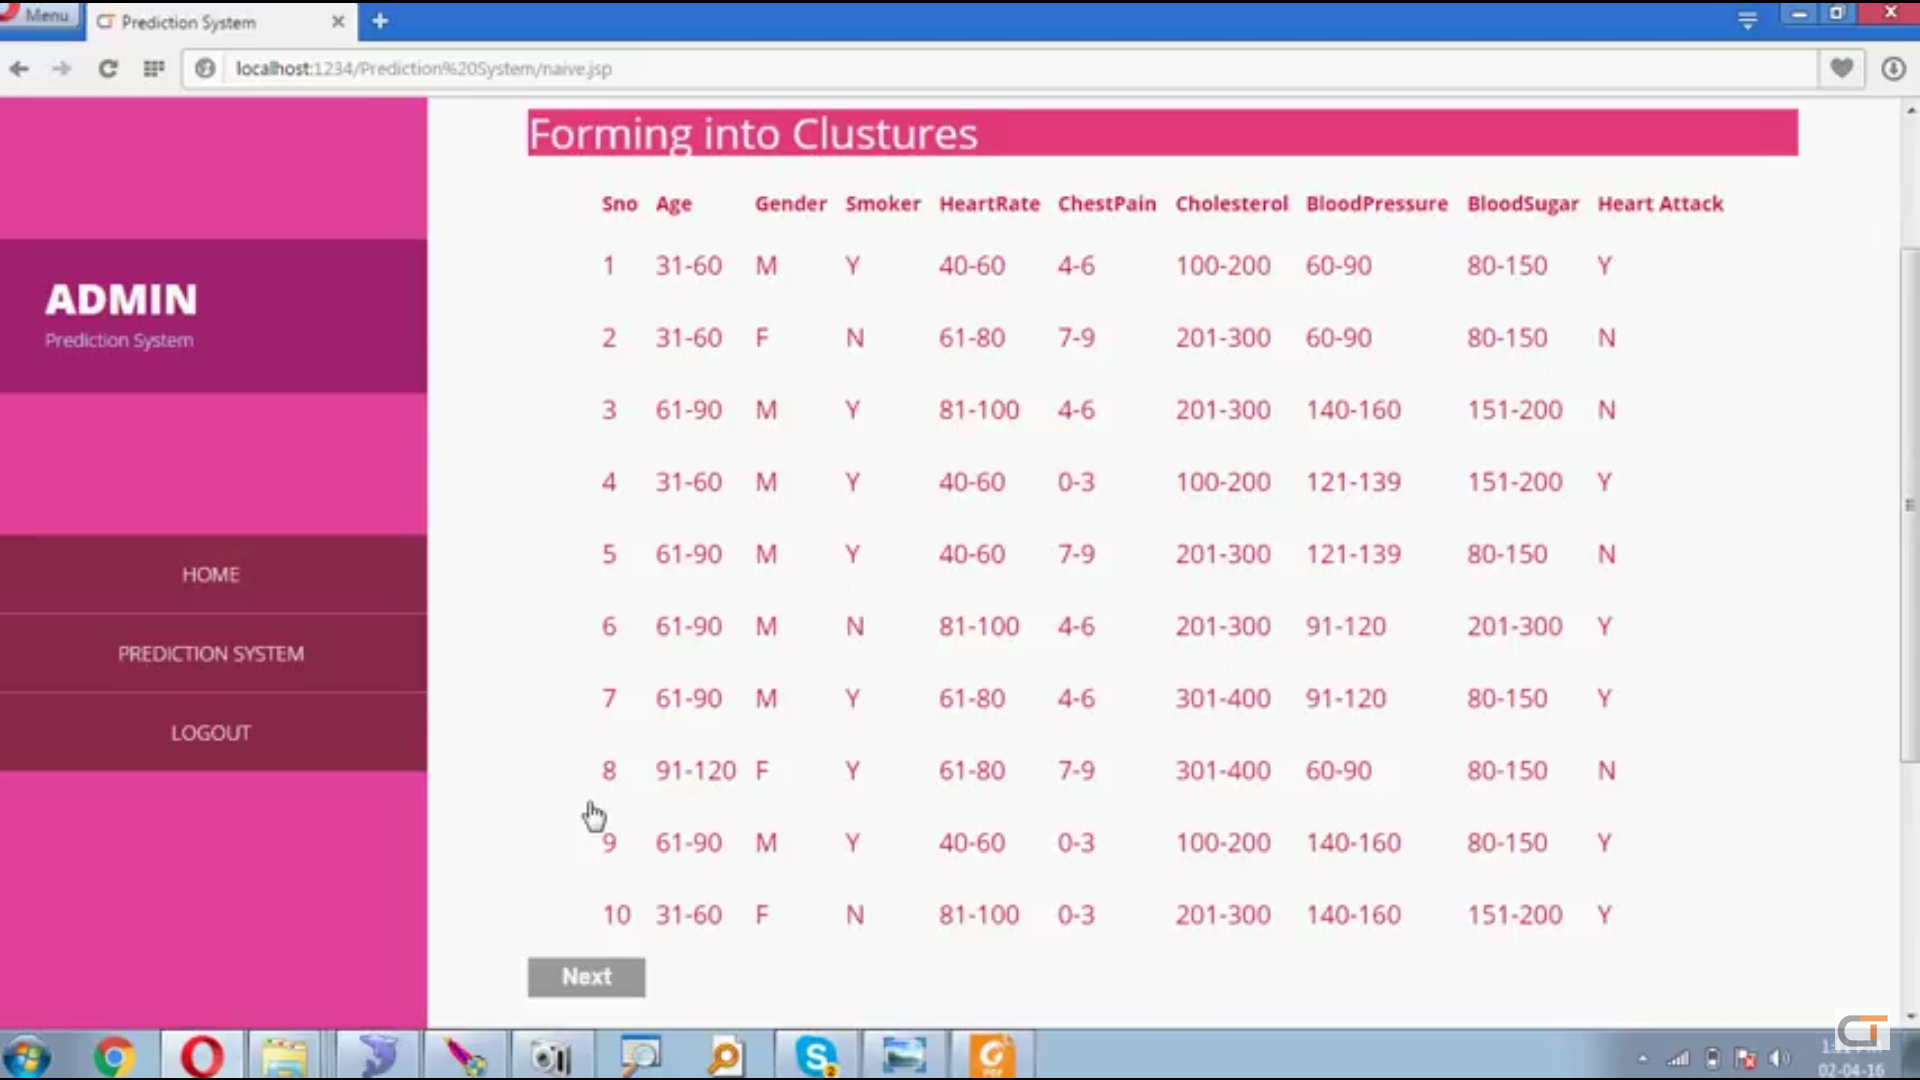 Menu
Prediction System
localhost:1234/Prediction%20System/naive.jsp
Forming into Clustures
Sno Age Gender Smoker HeartRate ChestPain Cholesterol BloodPressure BloodSugar Heart Attack
1 31-60 M Y 40-60 4-6 100-200 60-90 80-150 Y
2 31-60 F N 61-80 7-9 201-300 60-90 80-150 N
3 61-90 M Y 81-100 4-6 201-300 140-160 151-200 N
4 31-60 M Y 40-60 0-3 100-200 121-139 151-200 Y
5 61-90 M Y 40-60 7-9 201-300 121-139 80-150 N
6 61-90 M N 81-100 4-6 201-300 91-120 201-300 Y
7 61-90 M Y 61-80 4-6 301-400 91-120 80-150 Y
8 91-120 F Y 61-80 7-9 301-400 60-90 80-150 N
9 61-90 M Y 40-60 0-3 100-200 140-160 80-150 Y
10 31-60 F N 81-100 0-3 201-300 140-160 151-200 Y
Next
ADMIN
Prediction System
HOME
PREDICTION SYSTEM
LOGOUT
02-04-16